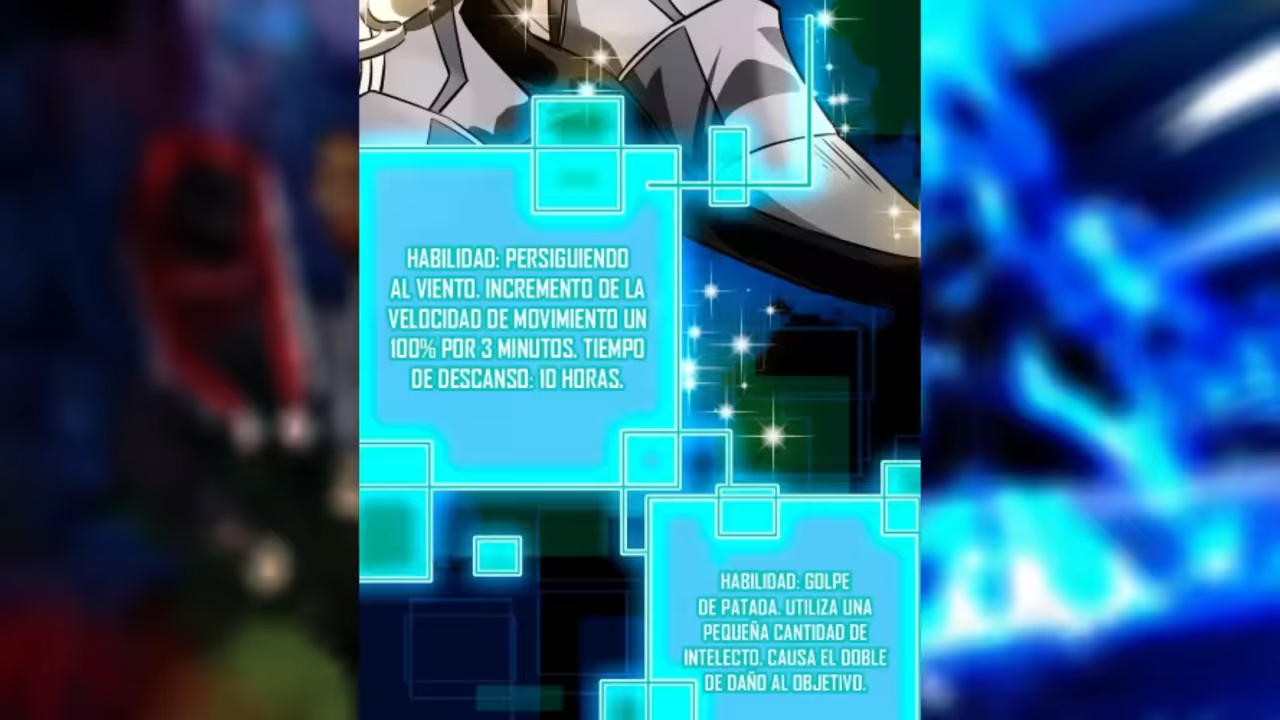 HABILIDAD: PERSIGUIENDO
AL VIENTO. INCREMENTO DE LA
VELOCIDAD DE MOVIMIENTO UN
100% POR 3 MINUTOS. TIEMPO
DE DESCANSO: 10 HORAS.
HABILIDAD: GOLPE
DE PATADA. UTILIZA UNA
PEQUEÑA CANTIDAD DE
INTELECTO. CAUSA EL DOBLE
DE DAÑO AL OBJETIVO.